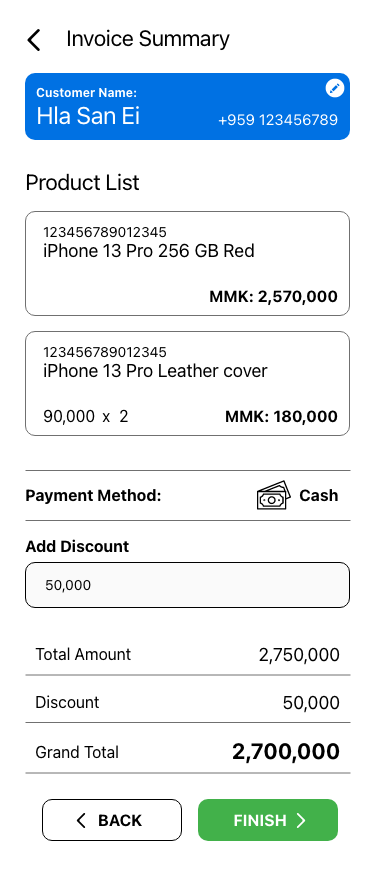 Invoice Summary
Customer Name:
Hla San Ei +959 123456789
Product List
123456789012345
iPhone 13 Pro 256 GB Red
MMK: 2,570,000
123456789012345
iPhone 13 Pro Leather cover
90,000 x 2 MMK: 180,000
Payment Method: Cash
Add Discount
50,000
Total Amount 2,750,000
Discount 50,000
Grand Total 2,700,000
BACK FINISH